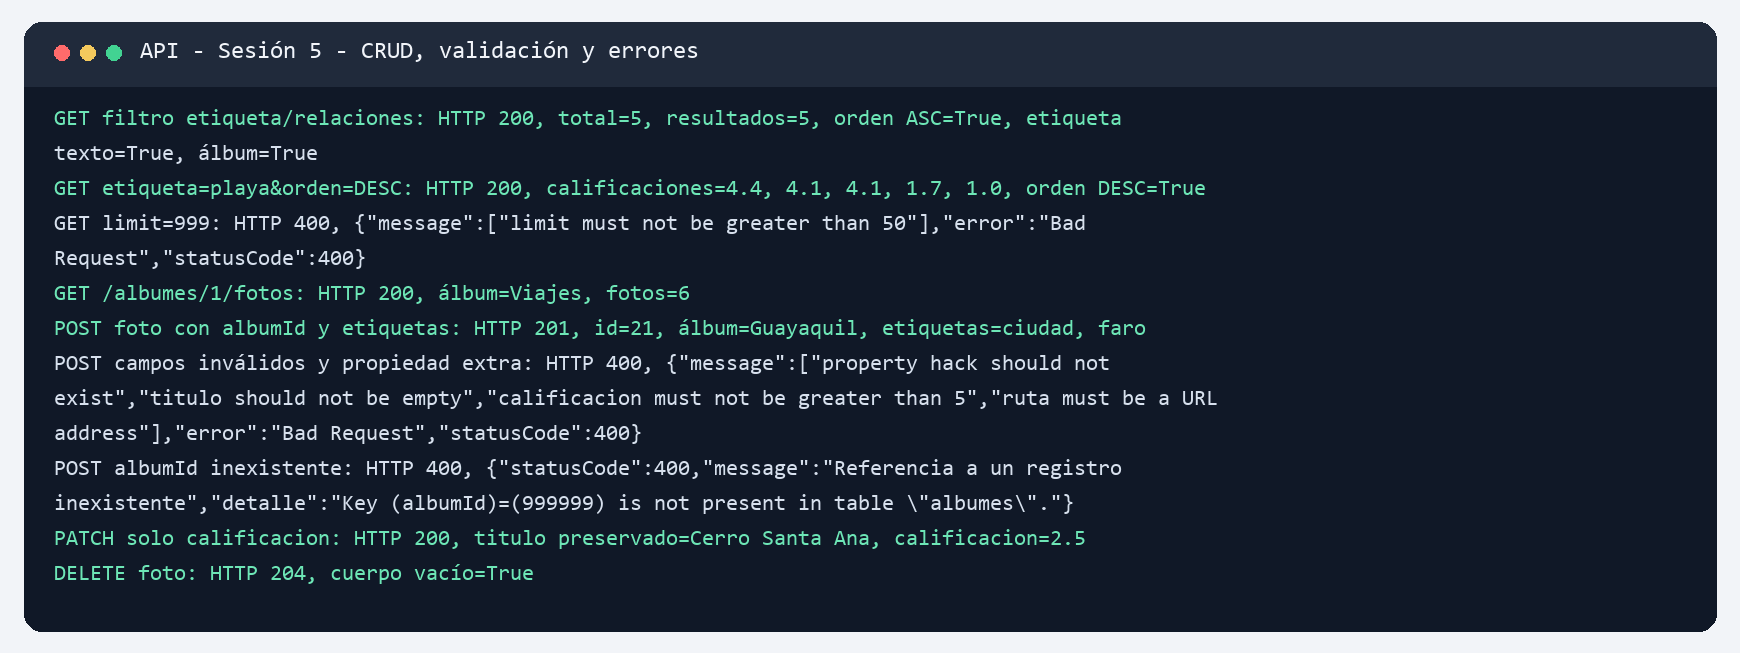 API - Sesión 5 - CRUD, validación y errores
GET filtro etiqueta/relaciones: HTTP 200, total=5, resultados=5, orden ASC=True, etiqueta
texto=True, álbum=True
GET etiqueta=playa&orden=DESC: HTTP 200, calificaciones=4.4, 4.1, 4.1, 1.7, 1.0, orden DESC=True
GET limit=999: HTTP 400, {"message":["limit must not be greater than 50"],"error":"Bad
Request","statusCode":400}
GET /albumes/1/fotos: HTTP 200, álbum=Viajes, fotos=6
POST foto con albumId y etiquetas: HTTP 201, id=21, álbum=Guayaquil, etiquetas=ciudad, faro
POST campos inválidos y propiedad extra: HTTP 400, {"message":["property hack should not
exist","titulo should not be empty","calificacion must not be greater than 5","ruta must be a URL
address"],"error":"Bad Request","statusCode":400}
POST albumId inexistente: HTTP 400, {"statusCode":400,"message":"Referencia a un registro
inexistente","detalle":"Key (albumId)=(999999) is not present in table \"albumes\"."}
PATCH solo calificacion: HTTP 200, titulo preservado=Cerro Santa Ana, calificacion=2.5
DELETE foto: HTTP 204, cuerpo vacío=True